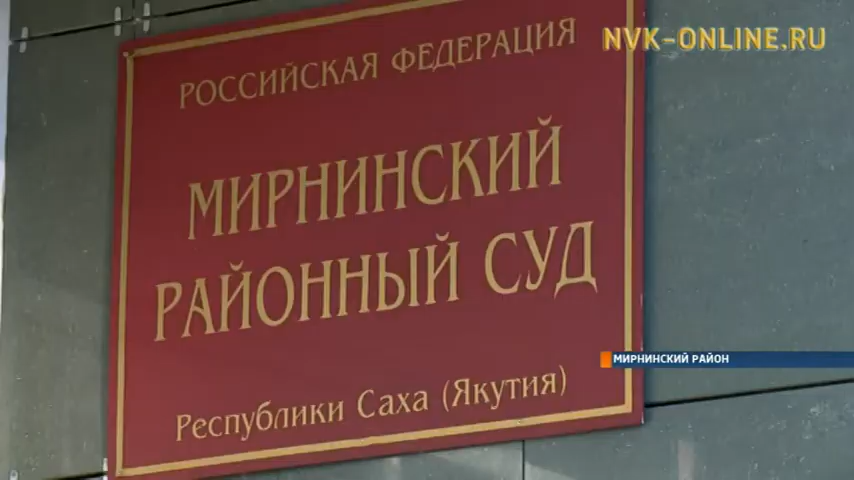 NVK-ONLINE.RU
РОССИЙСКАЯ ФЕДЕРАЦИЯ
МИРНИНСКИЙ
РАЙОННЫЙ СУД
Республики Саха (Якутия)
МИРНИНСКИЙ РАЙОН